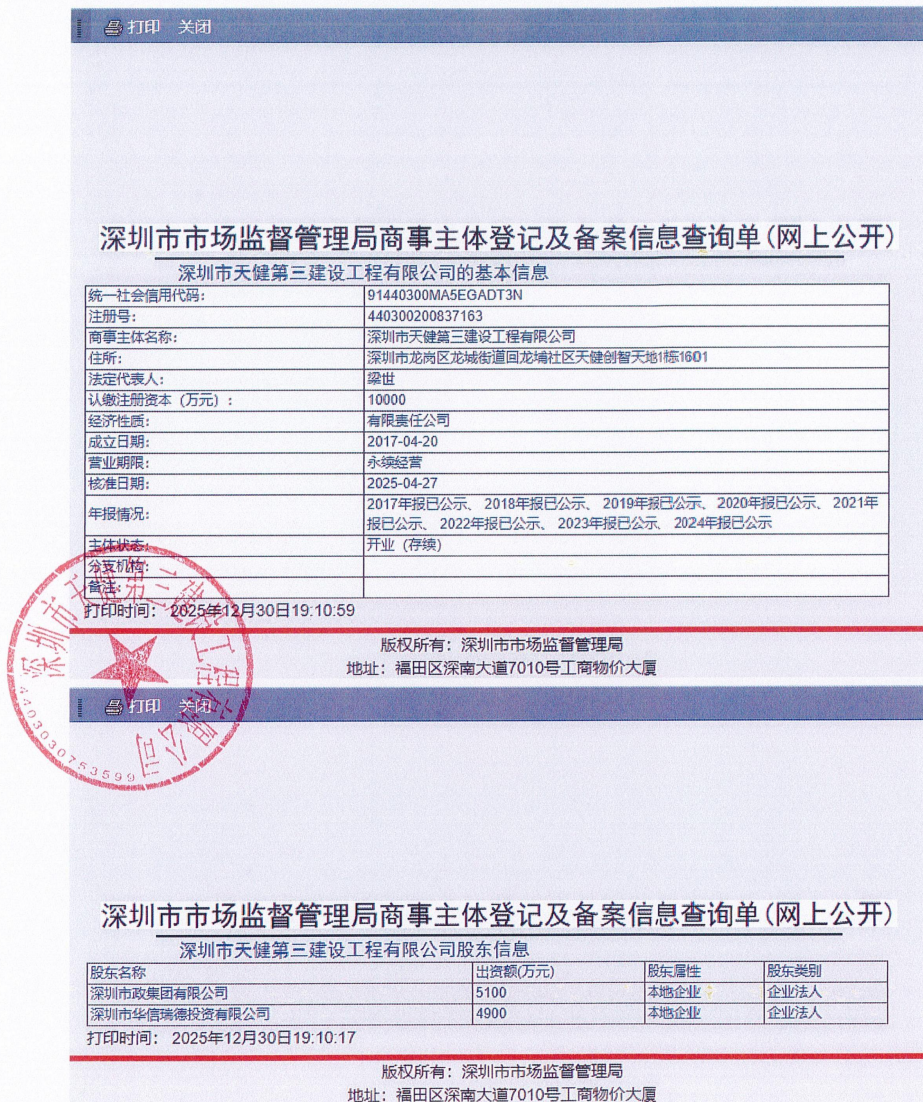 打印 关闭
深圳市市场监督管理局商事主体登记及备案信息查询单(网上公开)
深圳市天健第三建设工程有限公司的基本信息
统一社会信用代码: 91440300MA5EGADT3N
注册号: 440300200837163
商事主体名称: 深圳市天健第三建设工程有限公司
住所: 深圳市龙岗区龙城街道回龙埔社区天健创智天地1栋1601
法定代表人: 梁世
认缴注册资本(万元): 10000
经济性质: 有限责任公司
成立日期: 2017-04-20
营业期限: 永续经营
核准日期: 2025-04-27
年报情况: 2017年报已公示、 2018年报已公示、 2019年报已公示、 2020年报已公示、 2021年
报已公示、 2022年报已公示、 2023年报已公示、 2024年报已公示
主体状态: 开业(存续)
分支机构:
备注:
打印时间: 2025年12月30日19:10:59
版权所有:深圳市市场监督管理局
地址:福田区深南大道7010号工商物价大厦
深圳市天健第三建设工程有限公司
4403030753599
打印 关闭
深圳市市场监督管理局商事主体登记及备案信息查询单(网上公开)
深圳市天健第三建设工程有限公司股东信息
股东名称 出资额(万元) 股东属性 股东类别
深圳市政集团有限公司 5100 本地企业 企业法人
深圳市华信瑞德投资有限公司 4900 本地企业 企业法人
打印时间: 2025年12月30日19:10:17
版权所有:深圳市市场监督管理局
地址:福田区深南大道7010号工商物价大厦